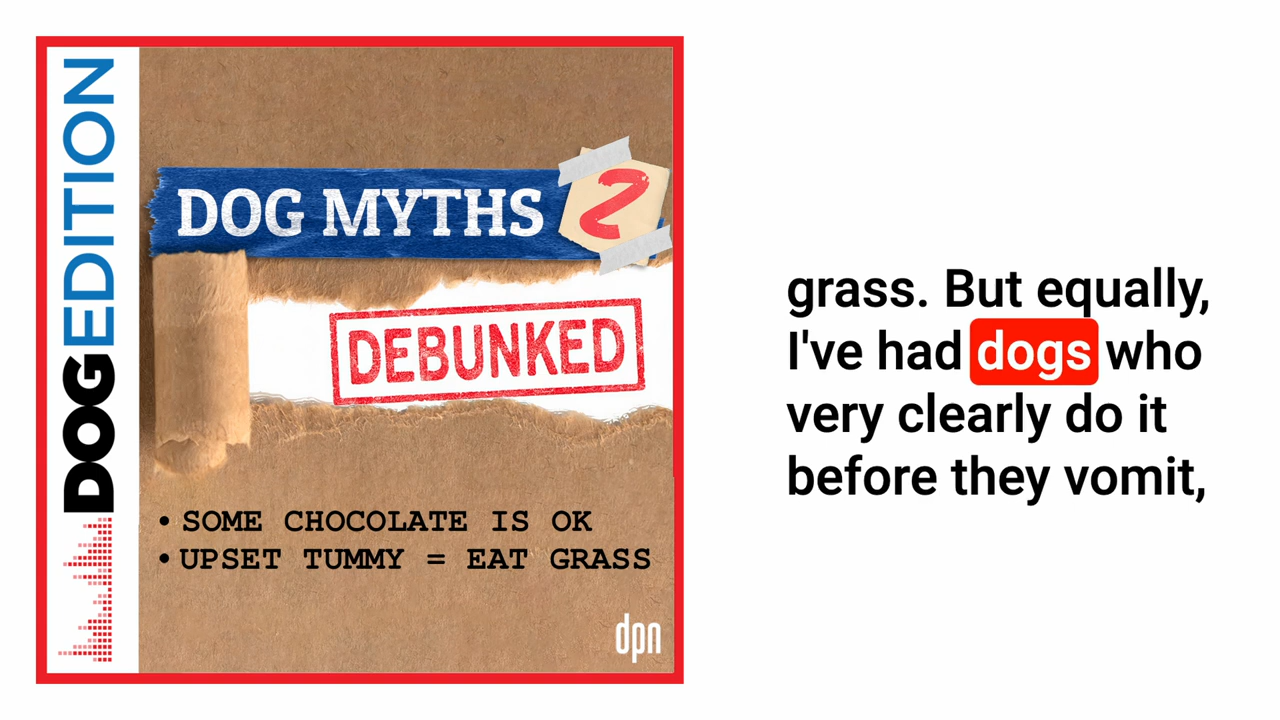 DOGEDITION
DOG MYTHS 2
DEBUNKED
• SOME CHOCOLATE IS OK
• UPSET TUMMY = EAT GRASS
dpn
grass. But equally,
I've had dogs who
very clearly do it
before they vomit,